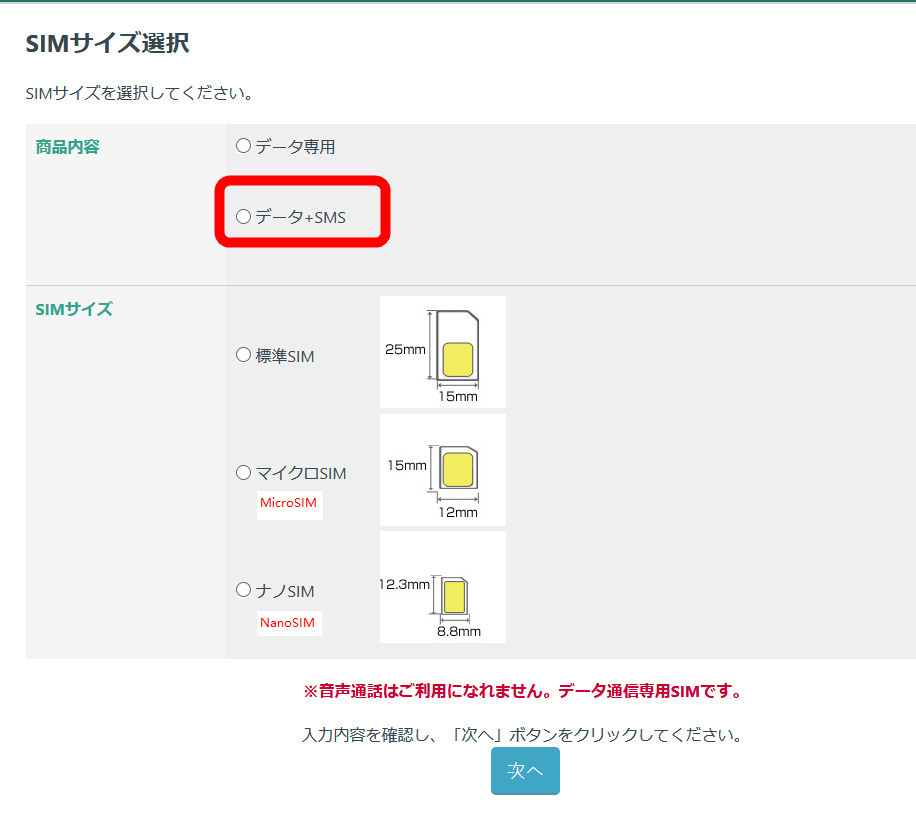 SIMサイズ選択
SIMサイズを選択してください。
商品内容
データ専用
データ+SMS
SIMサイズ
標準SIM
25mm
15mm
マイクロSIM
MicroSIM
15mm
12mm
ナノSIM
NanoSIM
12.3mm
8.8mm
※音声通話はご利用になれません。データ通信専用SIMです。
入力内容を確認し、「次へ」ボタンをクリックしてください。
次へ